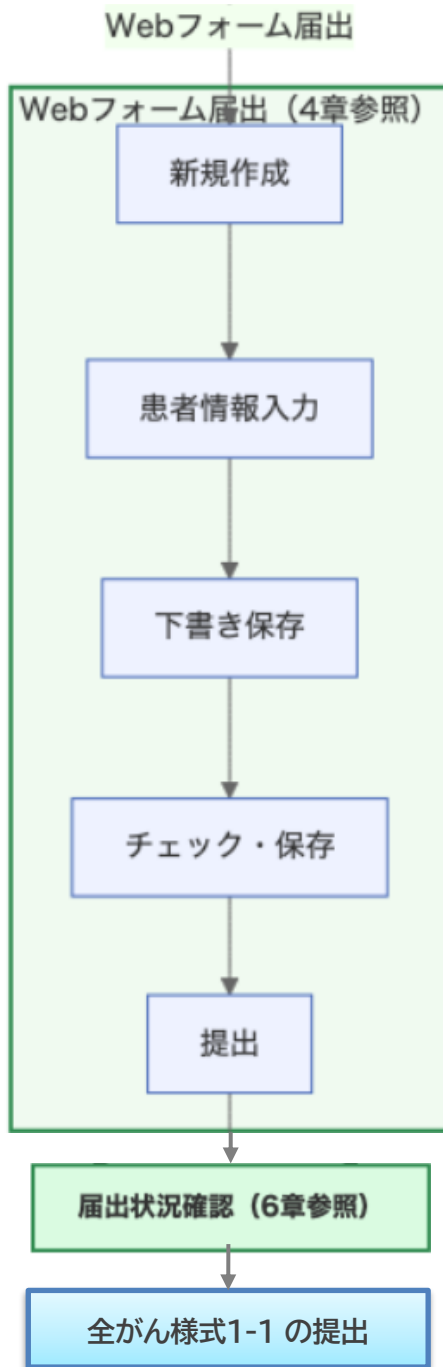 Webフォーム届出
Webフォーム届出（4章参照）
新規作成
患者情報入力
下書き保存
チェック・保存
提出
届出状況確認（6章参照）
全がん様式1-1 の提出